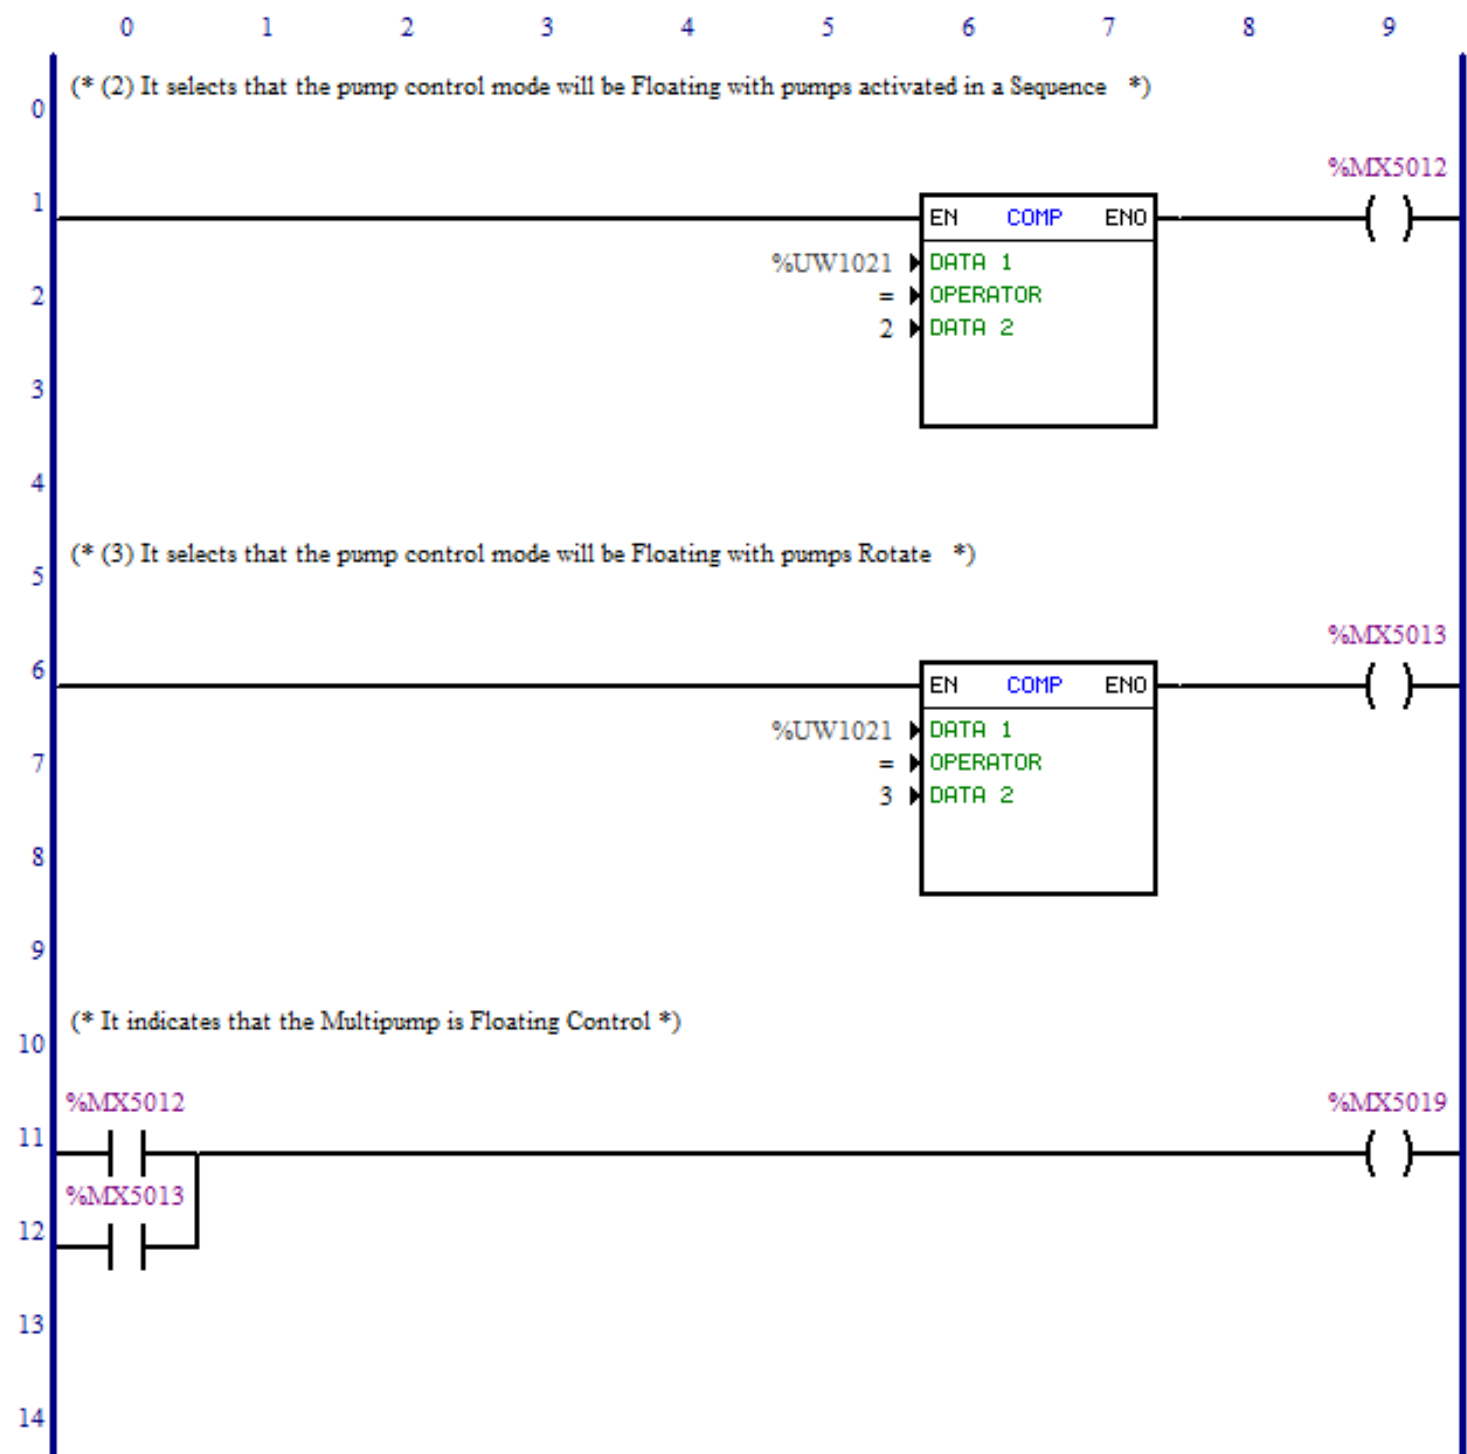 0 1 2 3 4 5 6 7 8 9
(* (2) It selects that the pump control mode will be Floating with pumps activated in a Sequence *)
0
%MX5012
1
EN COMP ENO
%UW1021 DATA 1
2
= OPERATOR
2 DATA 2
3
4
(* (3) It selects that the pump control mode will be Floating with pumps Rotate *)
5
%MX5013
6
EN COMP ENO
%UW1021 DATA 1
7
= OPERATOR
3 DATA 2
8
9
(* It indicates that the Multipump is Floating Control *)
10
%MX5012 %MX5019
11
%MX5013
12
13
14